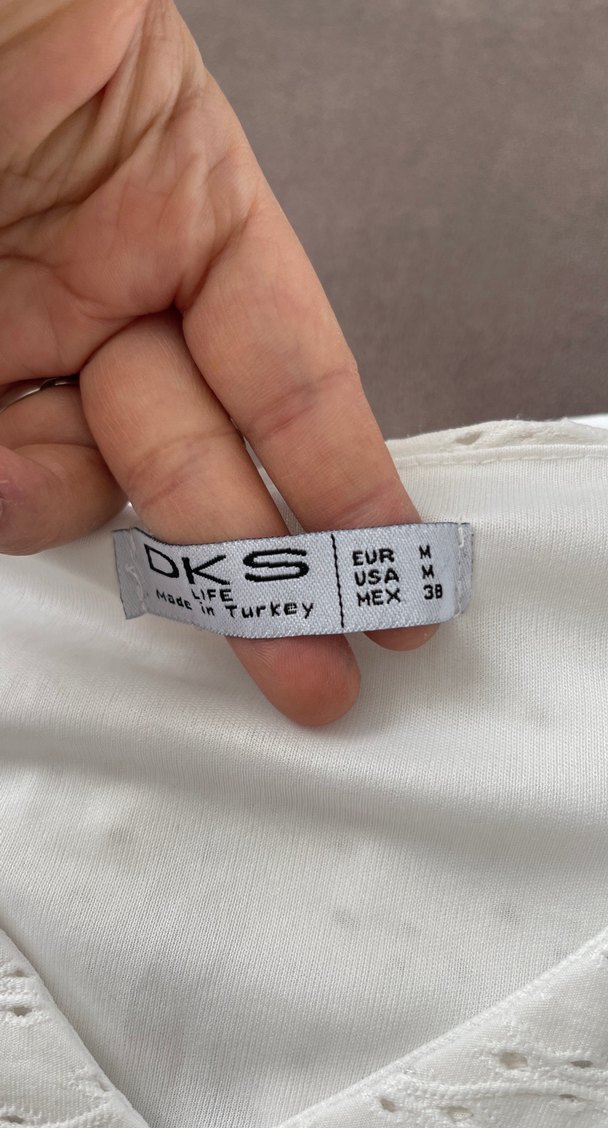 DKS
LIFE
Made in Turkey
EUR M
USA M
MEX 38